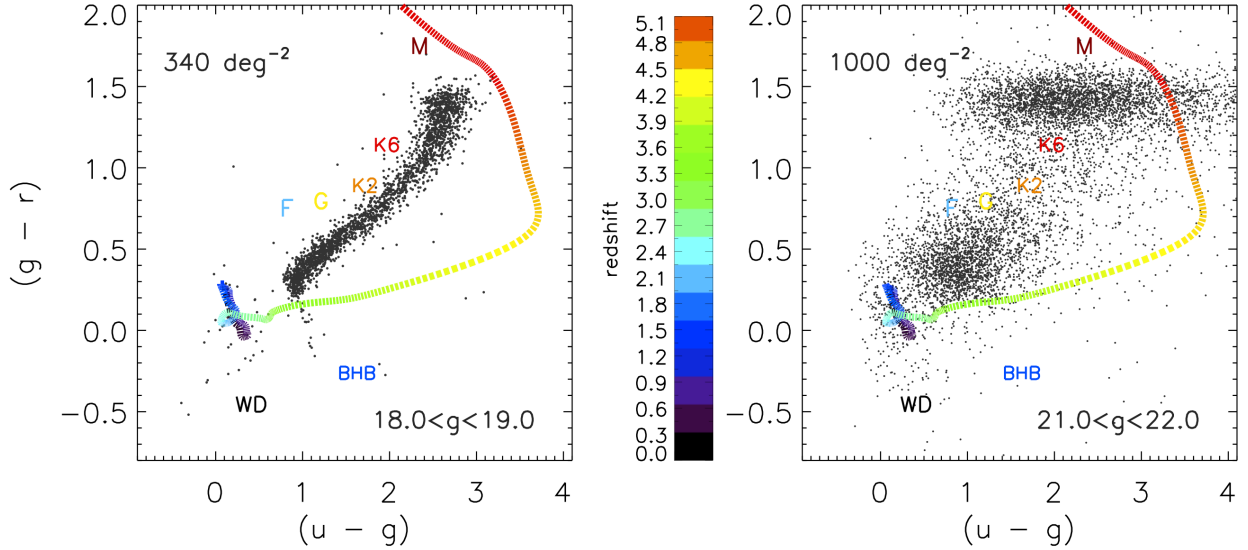 2.0
1.5
1.0
0.5
0.0
−0.5
(g − r)
340 deg⁻²
M
K6
K2
G
F
BHB
WD
18.0<g<19.0
0 1 2 3 4
(u − g)
redshift
5.1
4.8
4.5
4.2
3.9
3.6
3.3
3.0
2.7
2.4
2.1
1.8
1.5
1.2
0.9
0.6
0.3
0.0
2.0
1.5
1.0
0.5
0.0
−0.5
1000 deg⁻²
M
K6
K2
G
F
BHB
WD
21.0<g<22.0
0 1 2 3 4
(u − g)